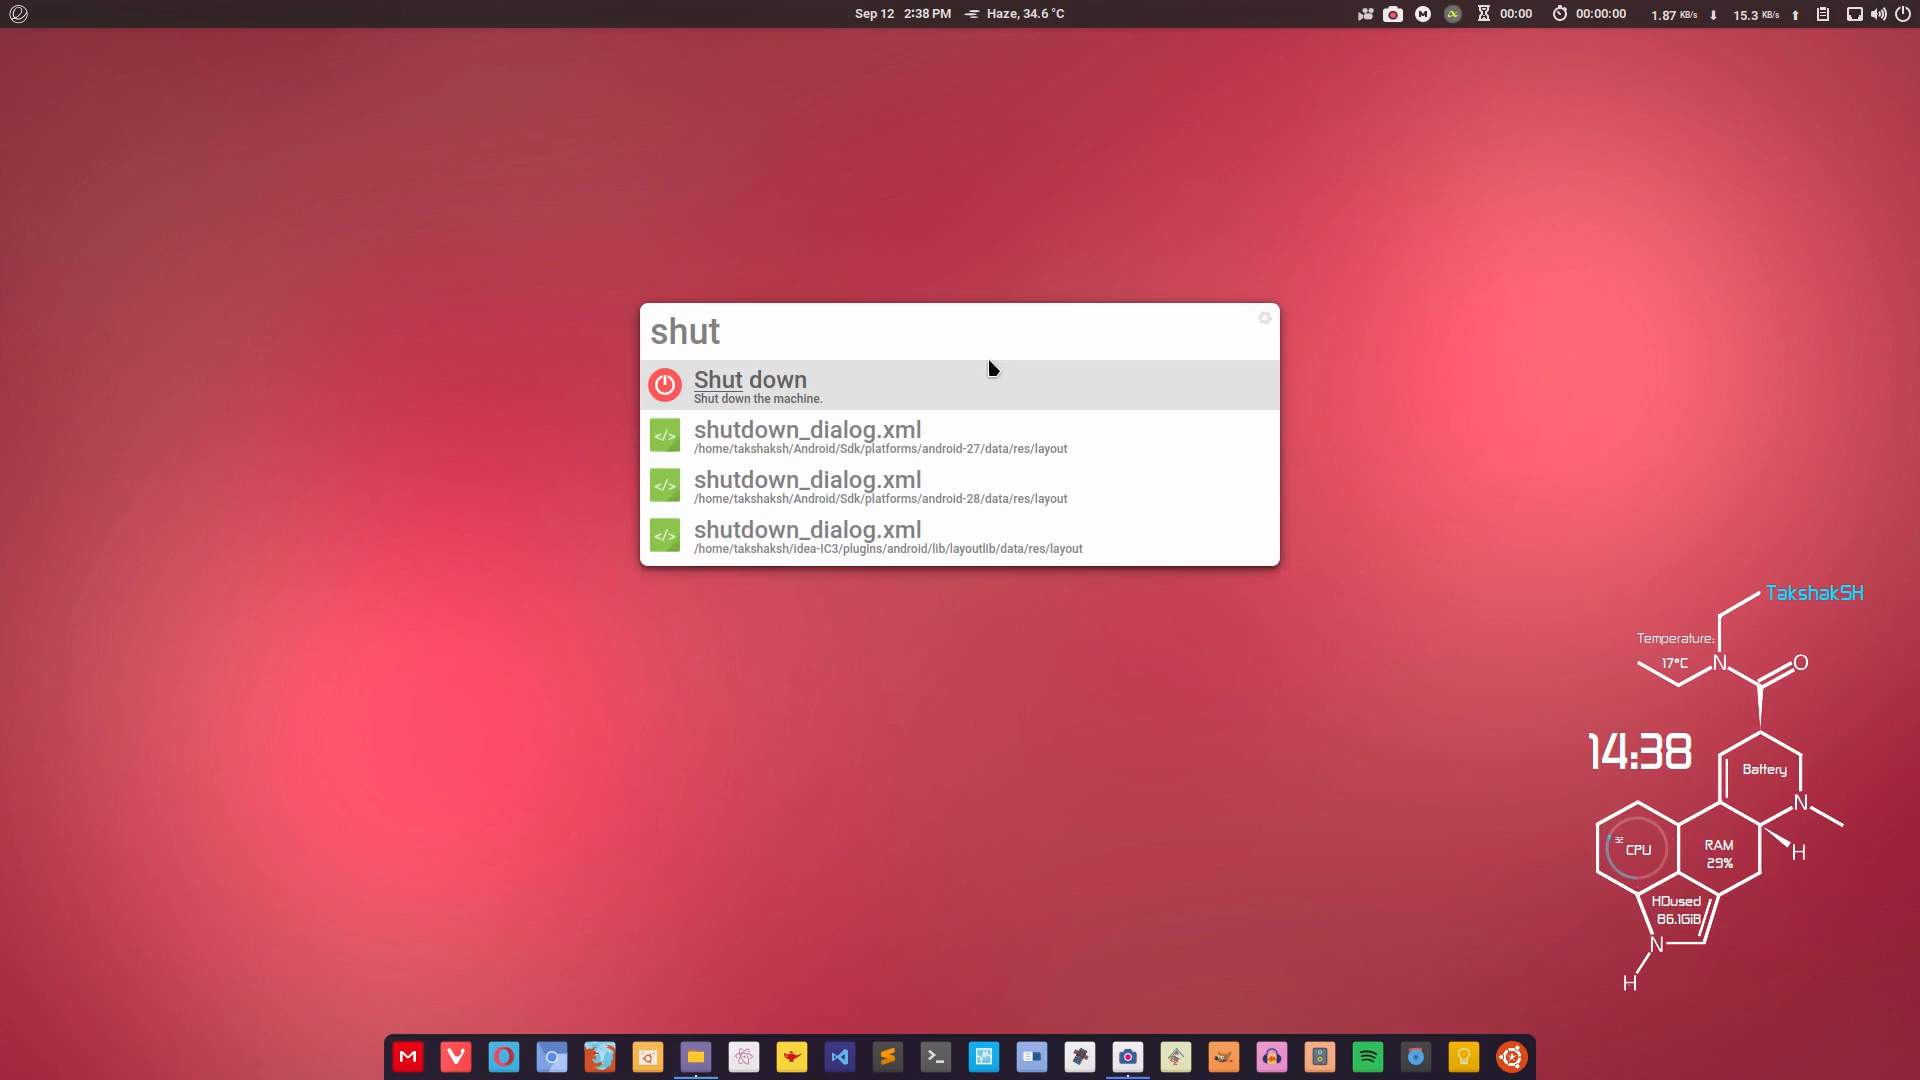 Sep 12 2:38 PM Haze, 34.6 °C
00:00 00:00:00 1.87 KB/s 15.3 KB/s
shut
Shut down
Shut down the machine.
shutdown_dialog.xml
/home/takshaksh/Android/Sdk/platforms/android-27/data/res/layout
shutdown_dialog.xml
/home/takshaksh/Android/Sdk/platforms/android-28/data/res/layout
shutdown_dialog.xml
/home/takshaksh/idea-IC3/plugins/android/lib/layoutlib/data/res/layout
TakshakSH
Temperature:
17°C
N
O
14:38
Battery
N
32
CPU
RAM
29%
H
HDused
86.1GiB
N
H